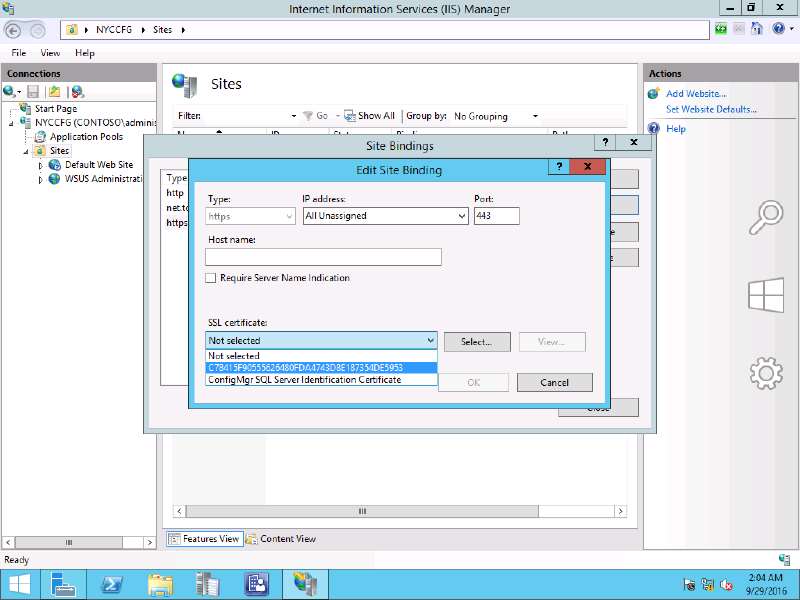 Internet Information Services (IIS) Manager
NYCCFG
Sites
File View Help
Connections
Start Page
NYCCFG (CONTOSO\adminis
Application Pools
Sites
Default Web Site
WSUS Administrati
Sites
Filter: Go Show All Group by: No Grouping
Actions
Add Website...
Set Website Defaults...
Help
Site Bindings
Type
http
net.tc
https
Edit Site Binding
Type: IP address: Port:
https All Unassigned 443
Host name:
Require Server Name Indication
SSL certificate:
Not selected Select... View...
Not selected
C78415F90555626480FDA4743D8E187354DE5953
ConfigMgr SQL Server Identification Certificate
OK Cancel
Close
Features View Content View
Ready
2:04 AM
9/29/2016